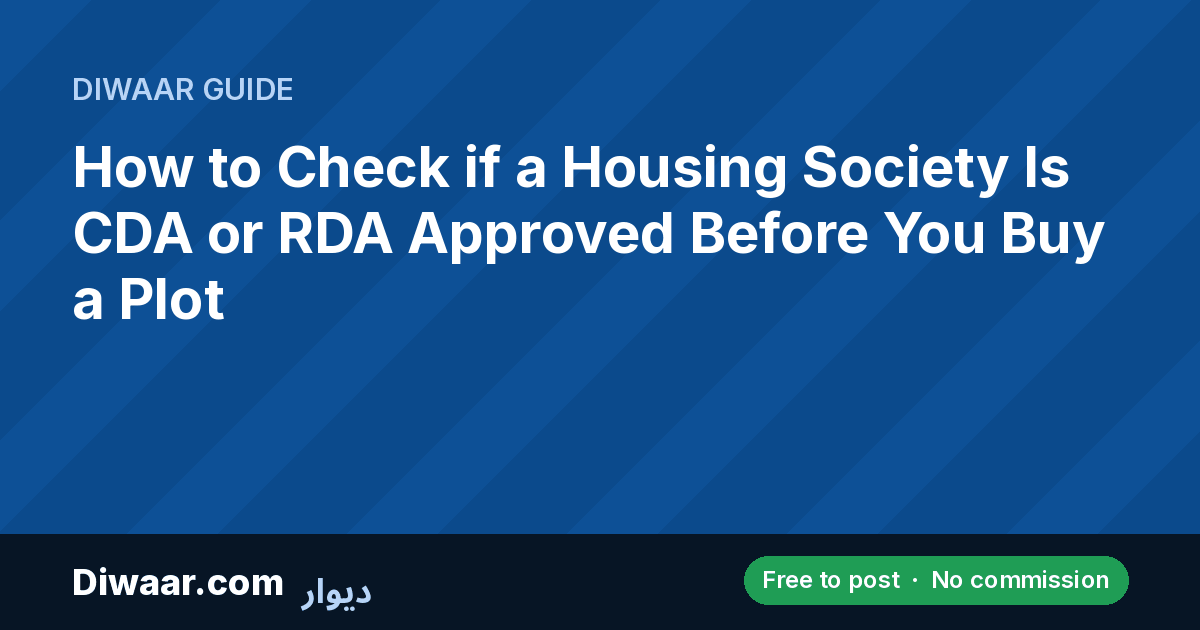 DIWAAR GUIDE
How to Check if a Housing Society Is
CDA or RDA Approved Before You Buy
a Plot
Diwaar.com دیوار
Free to post · No commission